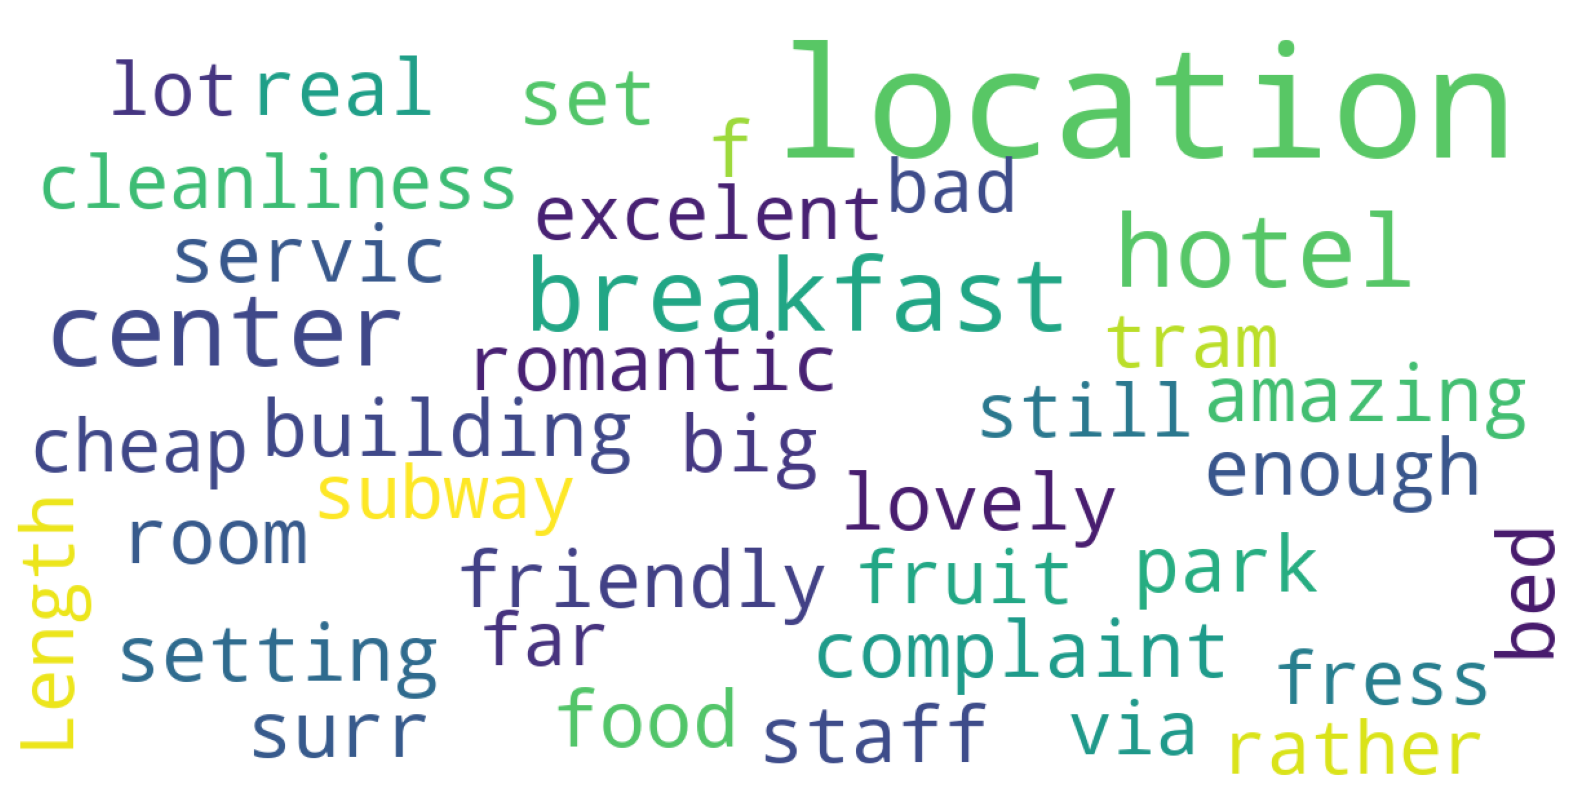 lot real set location
f
cleanliness excelent bad
servic breakfast hotel
center romantic tram
cheap building big still amazing
subway lovely enough
Length room friendly fruit park bed
setting far complaint fress
surr food staff via rather